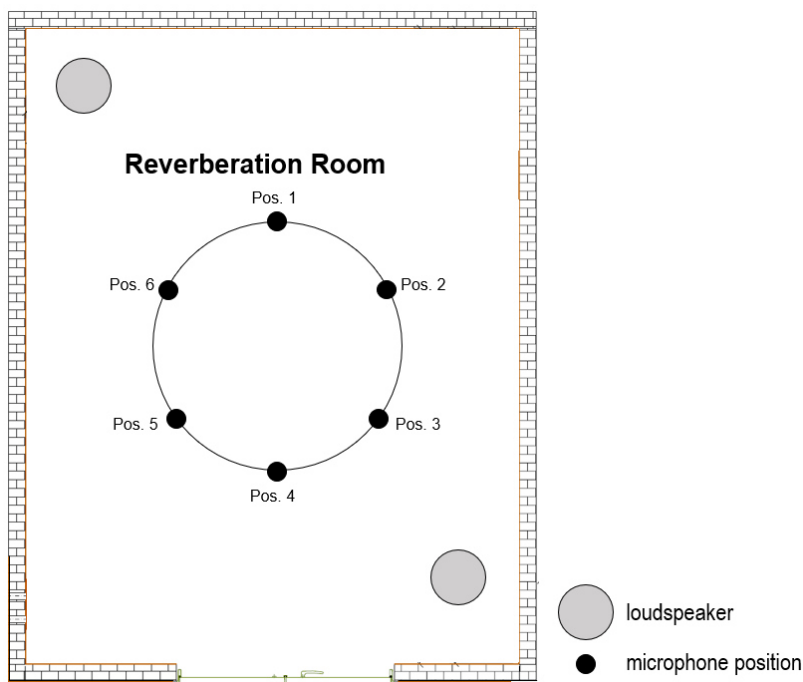 Reverberation Room
Pos. 1
Pos. 6
Pos. 2
Pos. 5
Pos. 3
Pos. 4
loudspeaker
microphone position